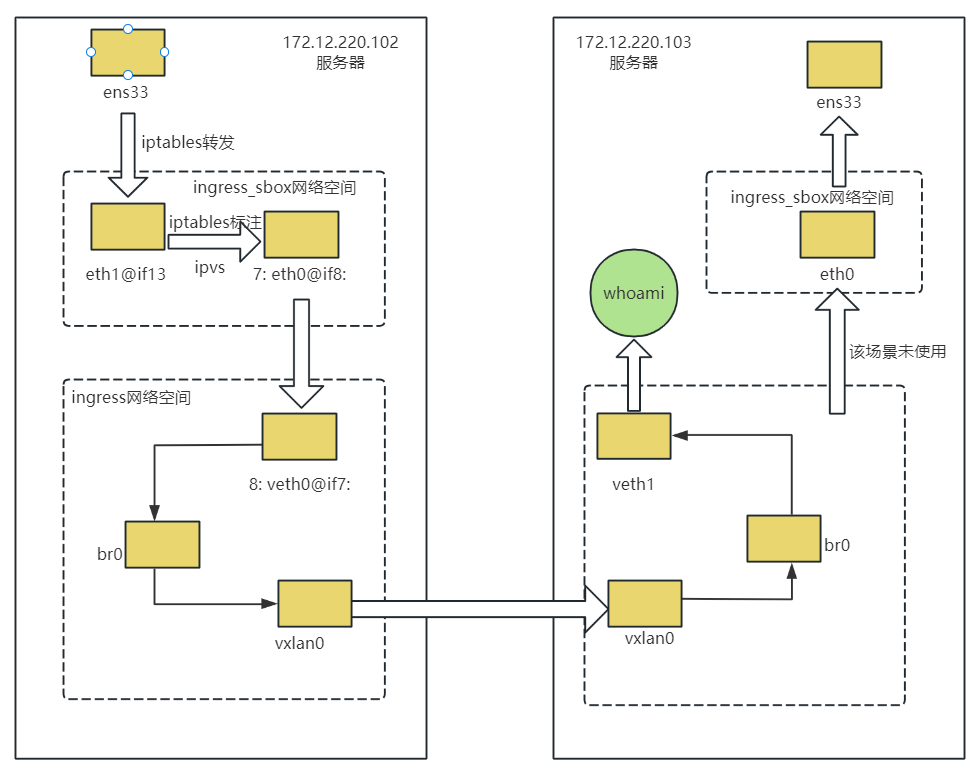 172.12.220.102
服务器
ens33
iptables转发
ingress_sbox网络空间
iptables标注
eth1@if13
ipvs
7: eth0@if8:
ingress网络空间
8: veth0@if7:
br0
vxlan0
172.12.220.103
服务器
ens33
ingress_sbox网络空间
eth0
whoami
该场景未使用
veth1
br0
vxlan0